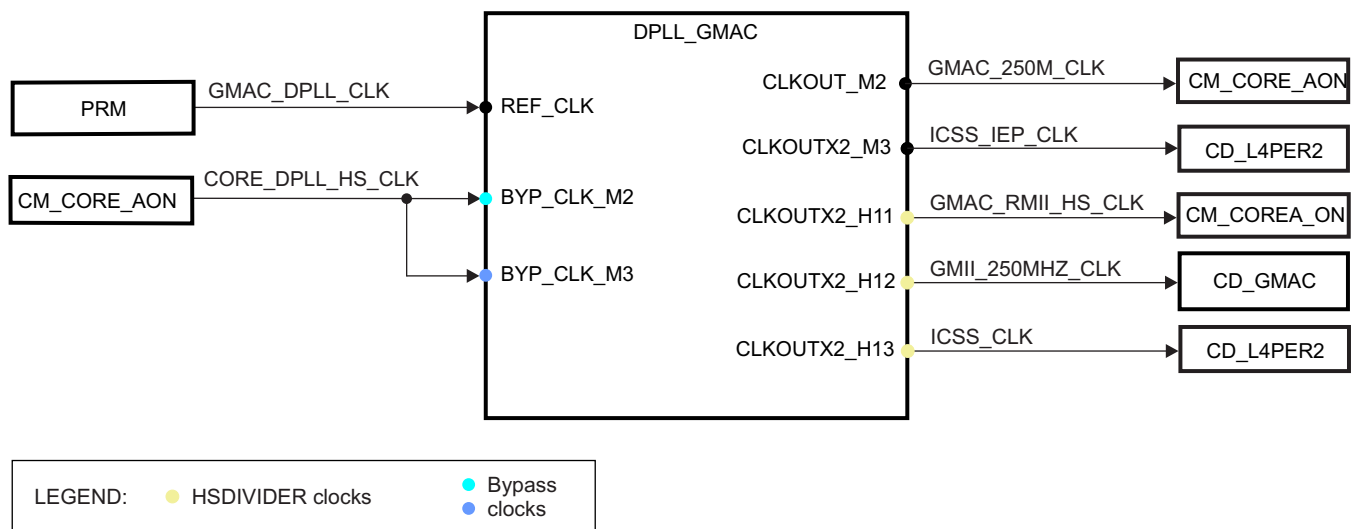 DPLL_GMAC
PRM
GMAC_DPLL_CLK
REF_CLK
CM_CORE_AON
CORE_DPLL_HS_CLK
BYP_CLK_M2
BYP_CLK_M3
CLKOUT_M2
GMAC_250M_CLK
CM_CORE_AON
CLKOUTX2_M3
ICSS_IEP_CLK
CD_L4PER2
CLKOUTX2_H11
GMAC_RMII_HS_CLK
CM_COREA_ON
CLKOUTX2_H12
GMII_250MHZ_CLK
CD_GMAC
CLKOUTX2_H13
ICSS_CLK
CD_L4PER2
LEGEND:
HSDIVIDER clocks
Bypass
clocks